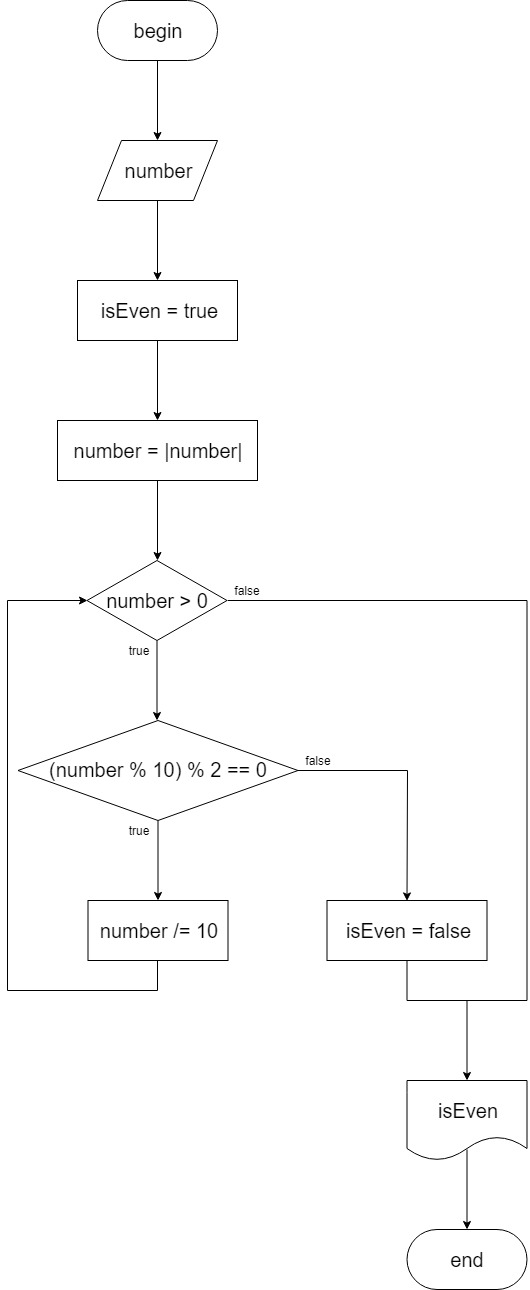 begin
number
isEven = true
number = |number|
number > 0
false
true
(number % 10) % 2 == 0
false
true
number /= 10
isEven = false
isEven
end